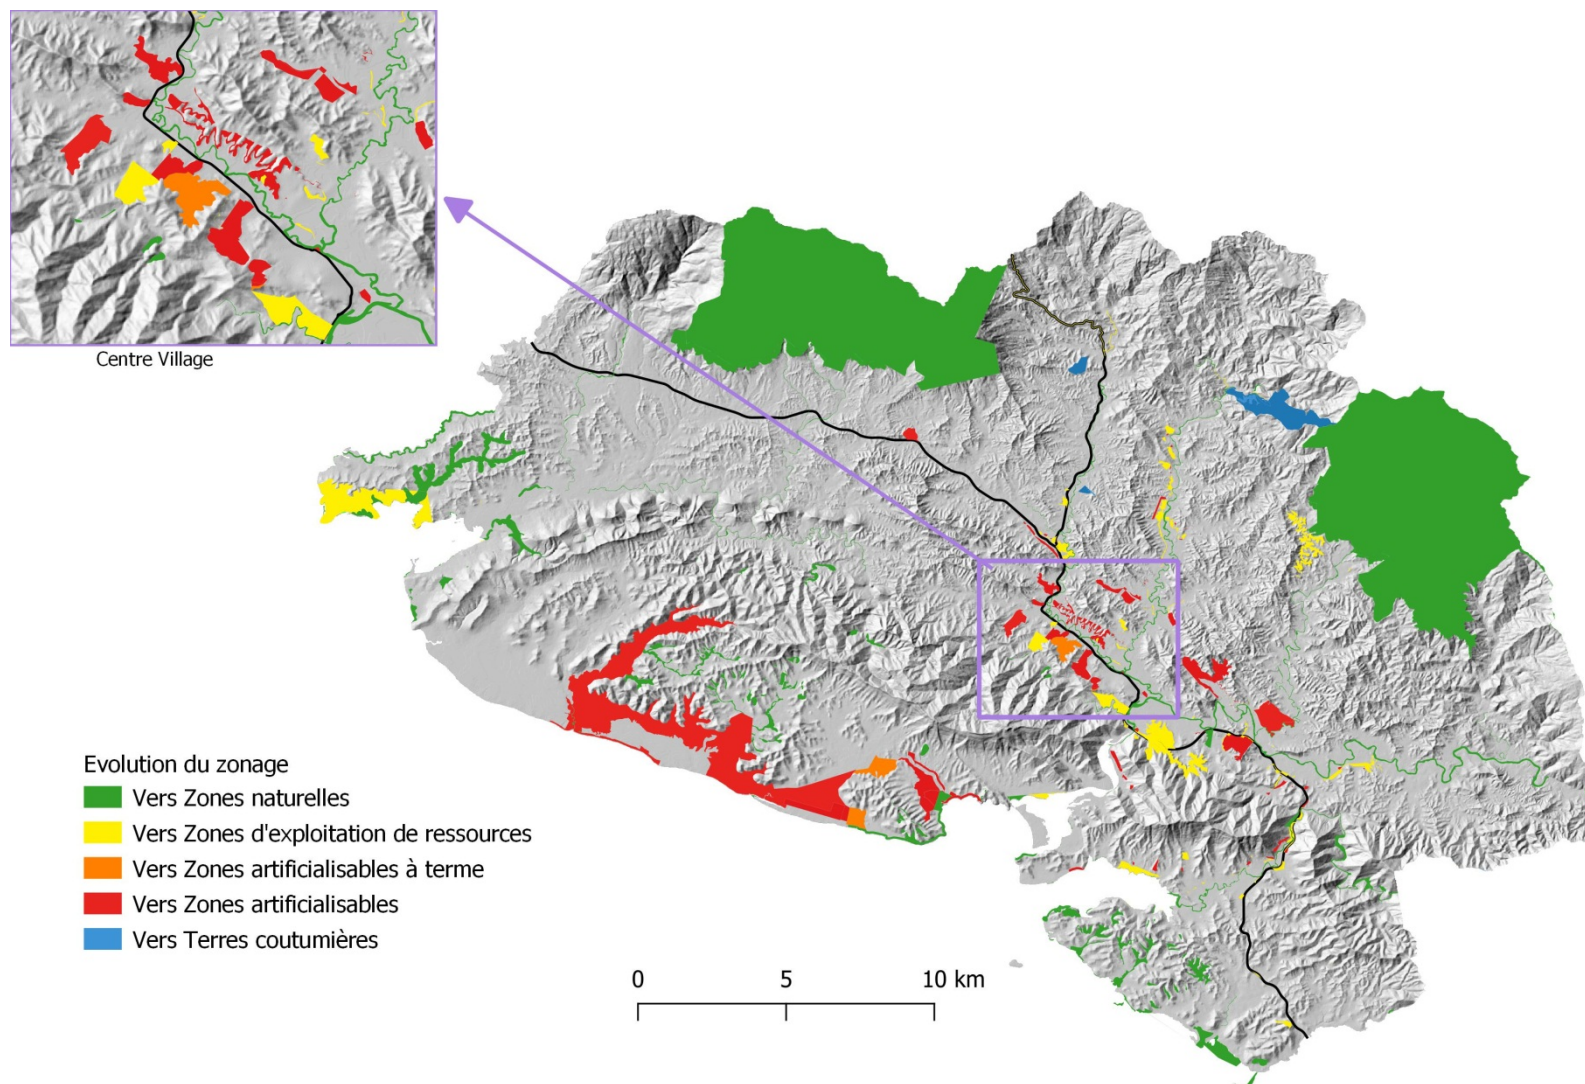 Centre Village
Evolution du zonage
Vers Zones naturelles
Vers Zones d'exploitation de ressources
Vers Zones artificialisables à terme
Vers Zones artificialisables
Vers Terres coutumières
0 5 10 km